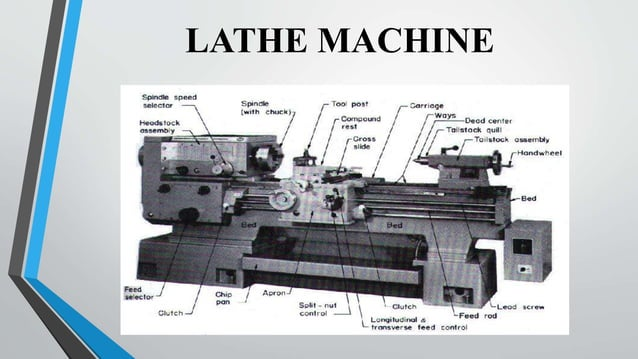 LATHE MACHINE
Spindle speed
selector
Headstock
assembly
Spindle
(with chuck)
Tool post
Compound
rest
Cross
slide
Carriage
Ways
Dead center
Tailstock quill
Tailstock assembly
Handwheel
Bed
Bed
Bed
Feed
selector
Clutch
Chip
pan
Apron
Split-nut
control
Longitudinal &
transverse feed control
Clutch
Feed rod
Lead screw